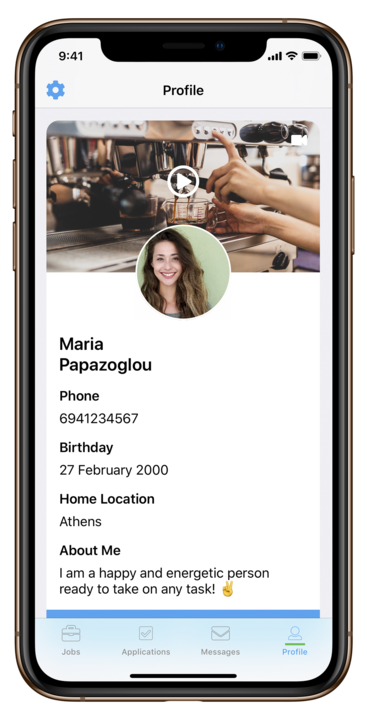 9:41
Profile
Maria
Papazoglou
Phone
6941234567
Birthday
27 February 2000
Home Location
Athens
About Me
I am a happy and energetic person
ready to take on any task! ✌️
Jobs
Applications
Messages
Profile